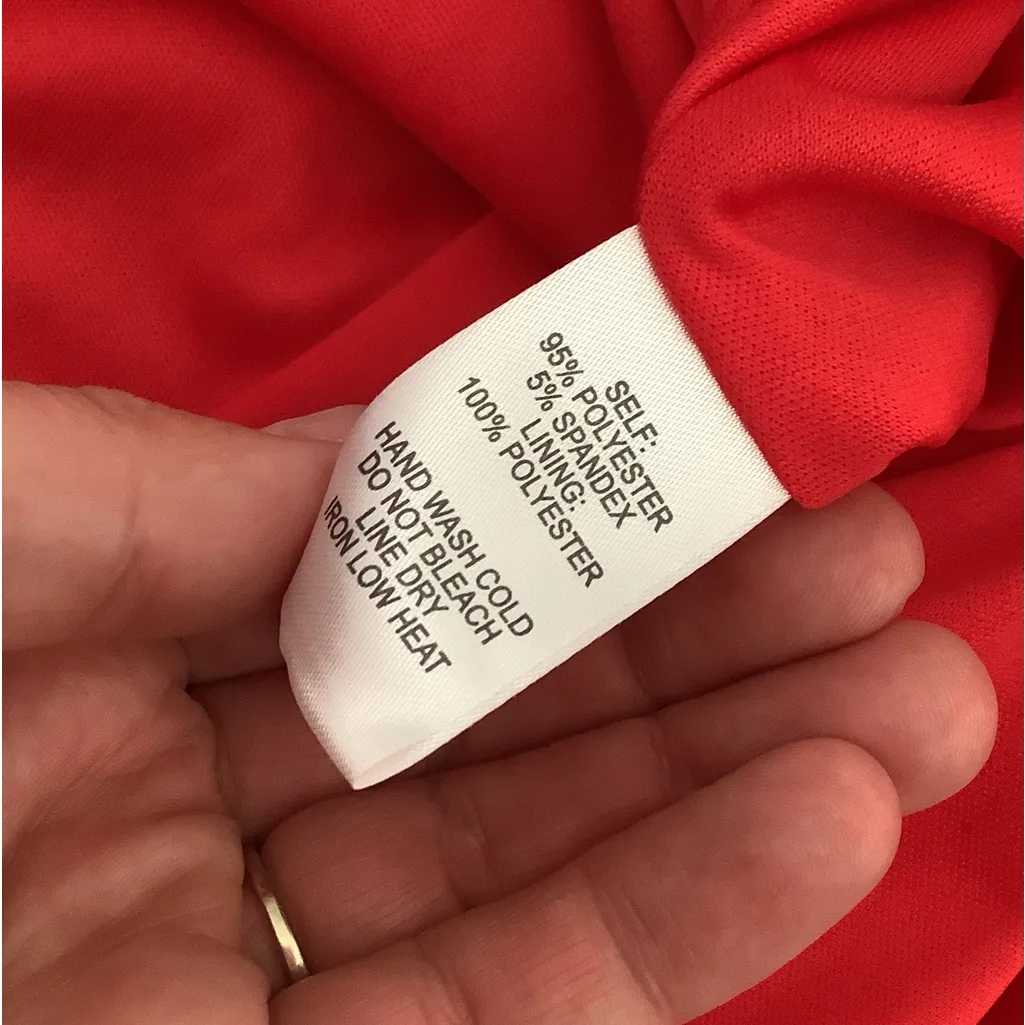 SELF:
95% POLYESTER
5% SPANDEX
LINING:
100% POLYESTER
HAND WASH COLD
DO NOT BLEACH
LINE DRY
IRON LOW HEAT